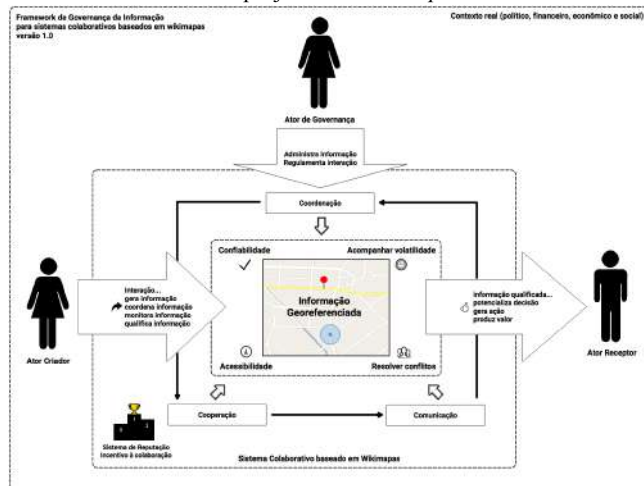 Framework de Governança da Informação
para sistemas colaborativos baseados em wikimapas
versão 1.0
Contexto real (político, financeiro, econômico e social)
Ator de Governança
Administra informação
Regulamenta interação
Coordenação
Confiabilidade
Acompanhar volatilidade
Interação...
gera informação
coordena informação
monitora informação
qualifica informação
Ator Criador
Informação
Georeferenciada
Informação qualificada...
potencializa decisão
gera ação
produz valor
Ator Receptor
Acessibilidade
Resolver conflitos
Cooperação
Comunicação
Sistema de Reputação
Incentivo à colaboração
Sistema Colaborativo baseado em Wikimapas